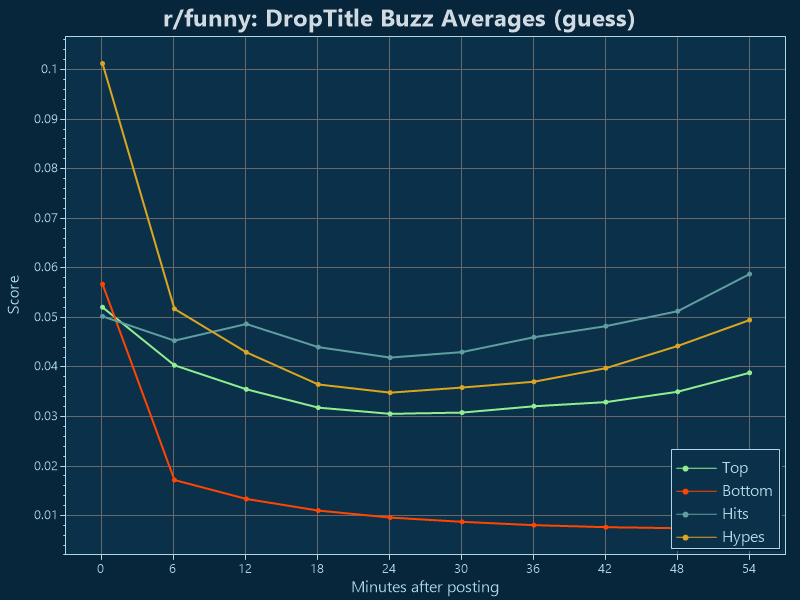 r/funny: DropTitle Buzz Averages (guess)
0.1
0.09
0.08
0.07
0.06
0.05
0.04
0.03
0.02
0.01
Score
0 6 12 18 24 30 36 42 48 54
Minutes after posting
Top
Bottom
Hits
Hypes